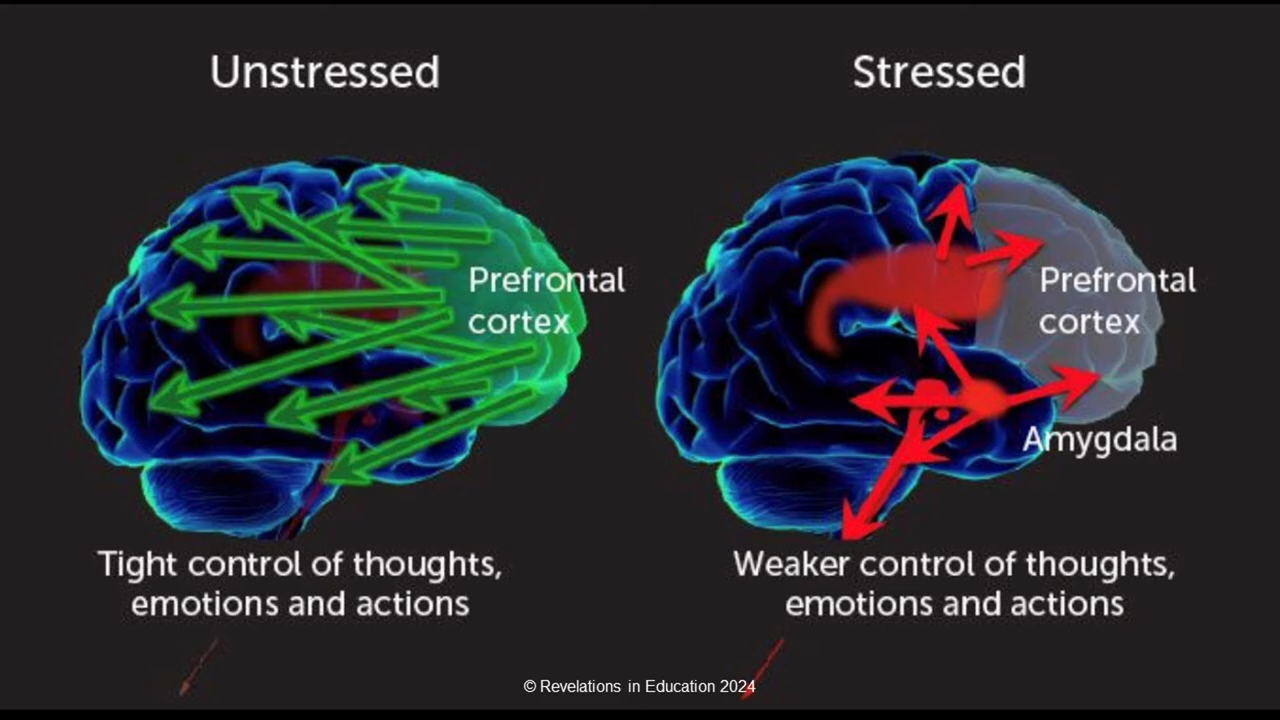 Unstressed
Prefrontal
cortex
Tight control of thoughts,
emotions and actions
Stressed
Prefrontal
cortex
Amygdala
Weaker control of thoughts,
emotions and actions
© Revelations in Education 2024